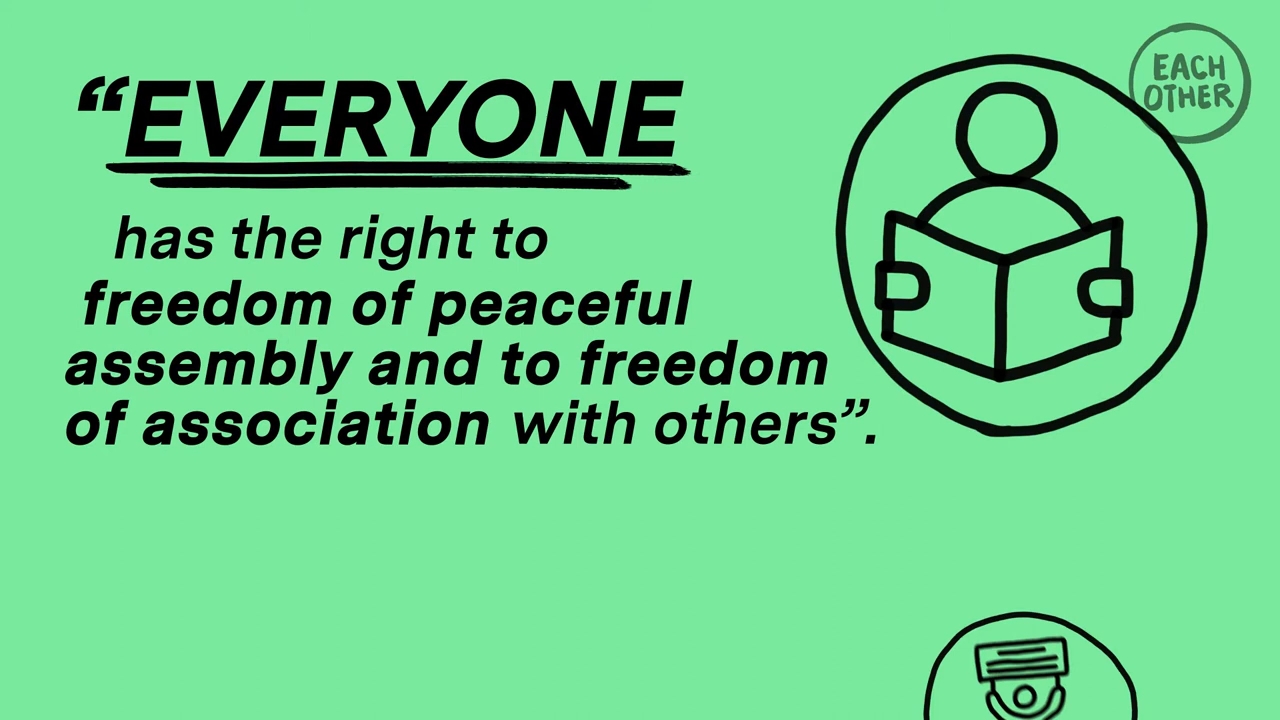 “EVERYONE
has the right to
freedom of peaceful
assembly and to freedom
of association with others”.
EACH
OTHER